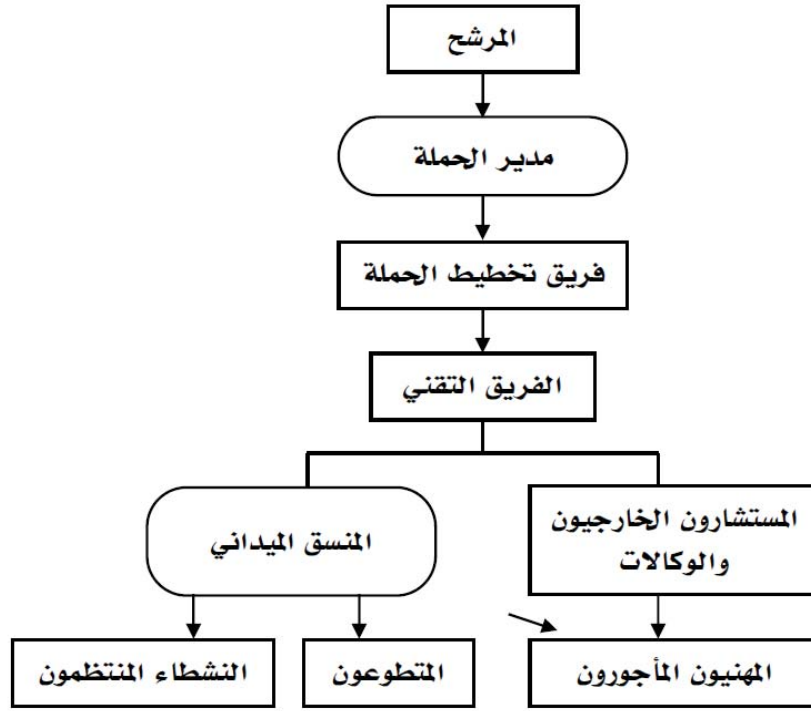 المرشح
مدير الحملة
فريق تخطيط الحملة
الفريق التقني
المستشارون الخارجيون
والوكالات
المنسق الميداني
المهنيون المأجورون
المتطوعون
النشطاء المنتظمون